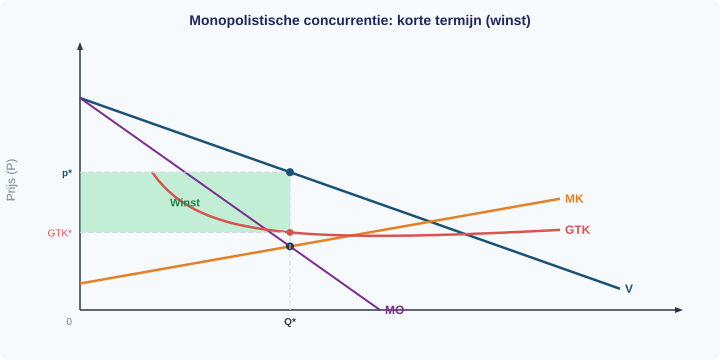 Monopolistische concurrentie: korte termijn (winst)
Prijs (P)
p*
Winst
MK
GTK
GTK*
V
MO
0
Q*